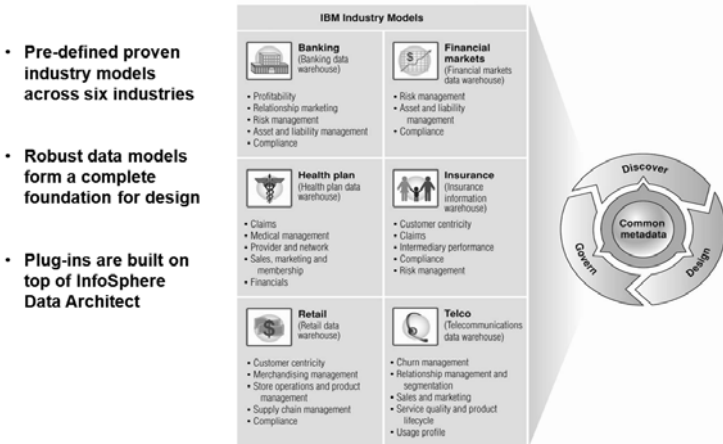 • Pre-defined proven
industry models
across six industries
• Robust data models
form a complete
foundation for design
• Plug-ins are built on
top of InfoSphere
Data Architect
IBM Industry Models
Banking
(Banking data
warehouse)
• Profitability
• Relationship marketing
• Risk management
• Asset and liability management
• Compliance
Financial
markets
(Financial markets
data warehouse)
• Risk management
• Asset and liability
management
• Compliance
Health plan
(Health plan data
warehouse)
• Claims
• Medical management
• Provider and network
• Sales, marketing and
membership
• Financials
Insurance
(Insurance
information
warehouse)
• Customer centricity
• Claims
• Intermediary performance
• Compliance
• Risk management
Retail
(Retail data
warehouse)
• Customer centricity
• Merchandising management
• Store operations and product
management
• Supply chain management
• Compliance
Telco
(Telecommunications
data warehouse)
• Churn management
• Relationship management and
segmentation
• Sales and marketing
• Service quality and product
lifecycle
• Usage profile
Discover
Design
Govern
Common
metadata